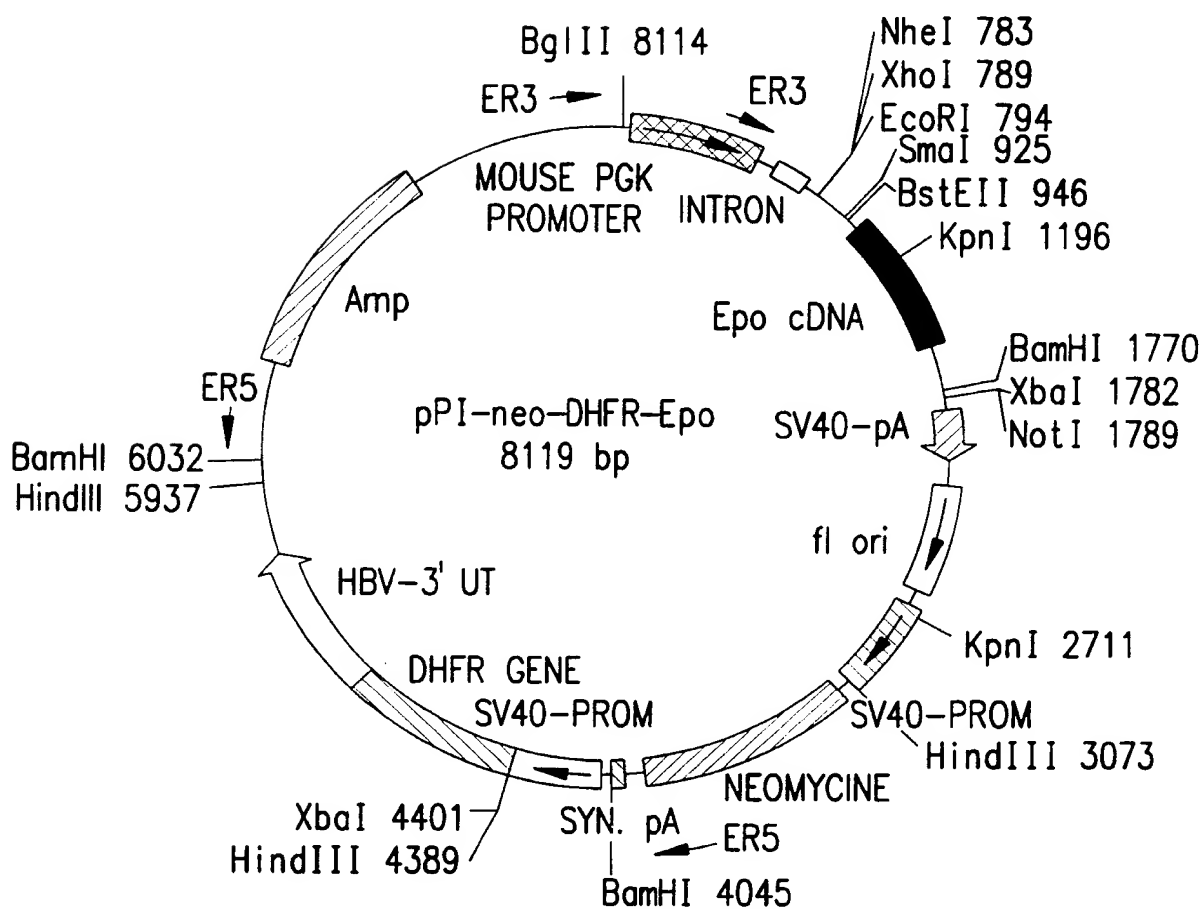 BglII 8114
NheI 783
XhoI 789
EcoRI 794
SmaI 925
BstEII 946
KpnI 1196
ER3
ER3
MOUSE PGK
PROMOTER
INTRON
Amp
Epo cDNA
BamHI 1770
XbaI 1782
NotI 1789
ER5
pPI-neo-DHFR-Epo
8119 bp
SV40-pA
BamHI 6032
HindIII 5937
fl ori
HBV-3' UT
KpnI 2711
DHFR GENE
SV40-PROM
SV40-PROM
HindIII 3073
NEOMYCINE
XbaI 4401
HindIII 4389
SYN. pA
ER5
BamHI 4045